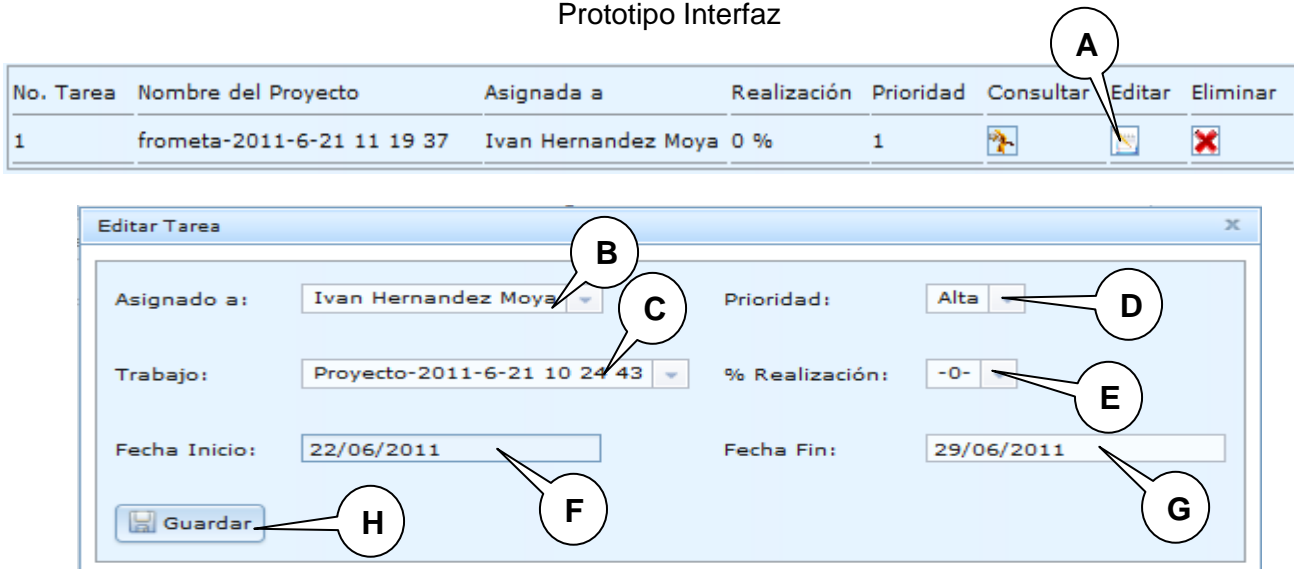 Prototipo Interfaz
A
No. Tarea Nombre del Proyecto Asignada a Realización Prioridad Consultar Editar Eliminar
1 frometa-2011-6-21 11 19 37 Ivan Hernandez Moya 0 % 1
Editar Tarea x
B
Asignado a: Ivan Hernandez Moya Prioridad: Alta
C
D
Trabajo: Proyecto-2011-6-21 10 24 43 % Realización: -0-
E
Fecha Inicio: 22/06/2011 Fecha Fin: 29/06/2011
F
G
Guardar
H